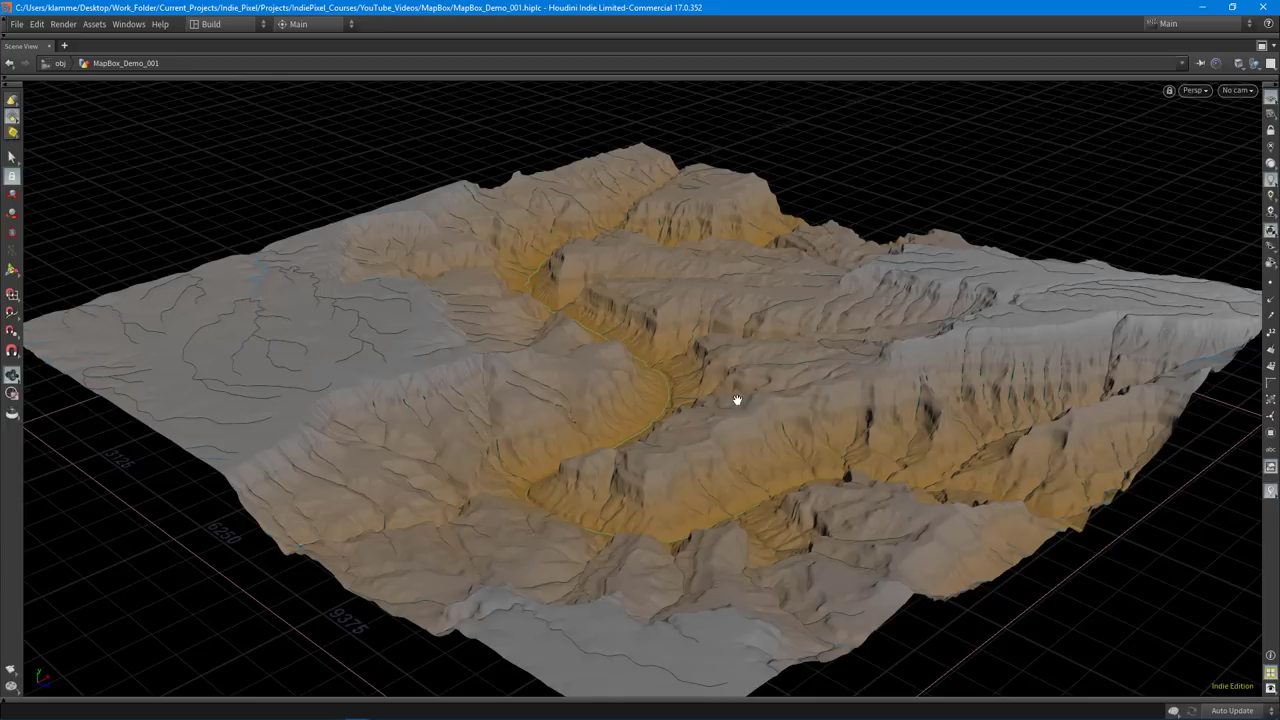 C:/Users/klamme/Desktop/Work_Folder/Current_Projects/Indie_Pixel/Projects/IndiePixel_Courses/YouTube_Videos/MapBox/MapBox_Demo_001.hiplc - Houdini Indie Limited-Commercial 17.0.352
File Edit Render Assets Windows Help Build Main Main
Scene View × +
obj MapBox_Demo_001
Persp No cam
3125
6250
9375
abc
y
Indie Edition
Auto Update